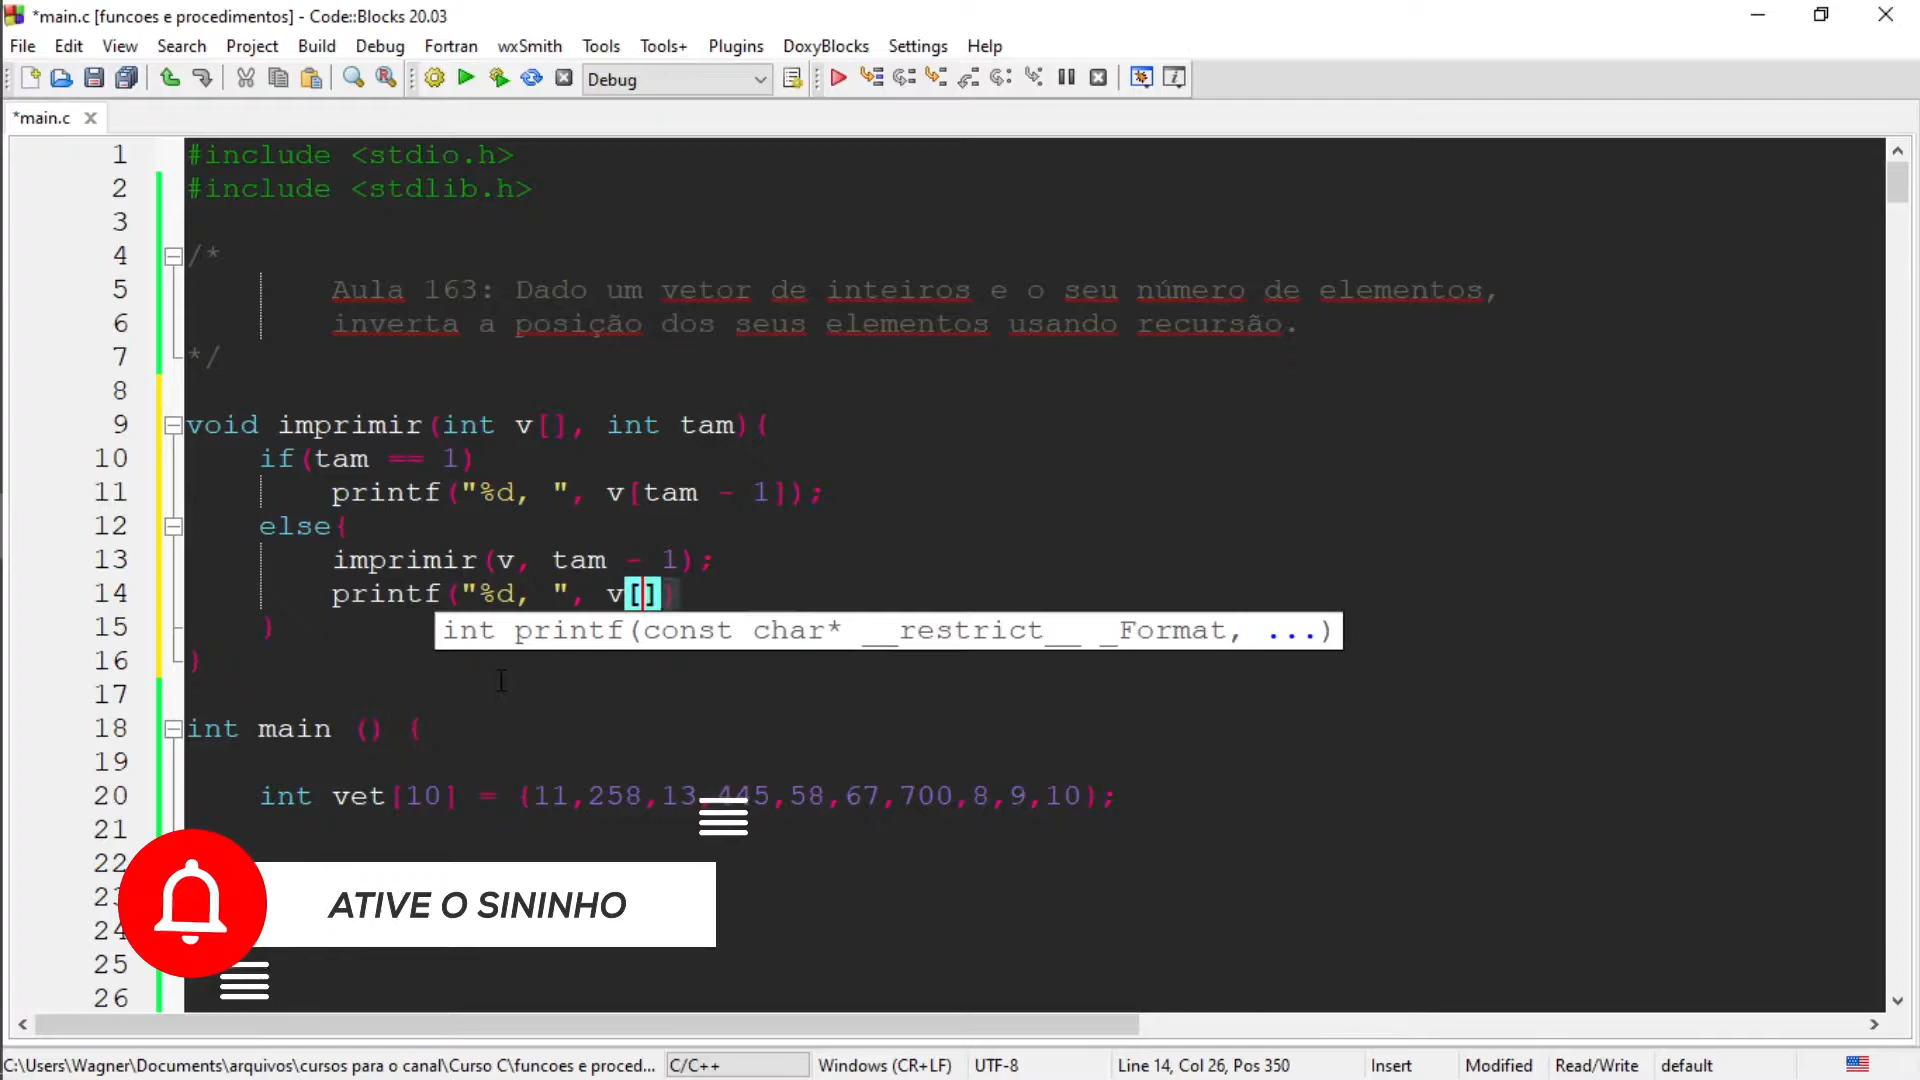 *main.c [funcoes e procedimentos] - Code::Blocks 20.03
File Edit View Search Project Build Debug Fortran wxSmith Tools Tools+ Plugins DoxyBlocks Settings Help
Debug
*main.c
1 #include <stdio.h>
2 #include <stdlib.h>
3
4 /*
5 Aula 163: Dado um vetor de inteiros e o seu número de elementos,
6 inverta a posição dos seus elementos usando recursão.
7 */
8
9 void imprimir(int v[], int tam){
10 if(tam == 1)
11 printf("%d, ", v[tam - 1]);
12 else{
13 imprimir(v, tam - 1);
14 printf("%d, ", v[])
int printf(const char* __restrict__ _Format, ...)
15 }
16 }
17
18 int main () {
19
20 int vet[10] = {11,258,13,445,58,67,700,8,9,10};
21
22
ATIVE O SININHO
24
25
26
C:\Users\Wagner\Documents\arquivos\cursos para o canal\Curso C\funcoes e proced... C/C++ Windows (CR+LF) UTF-8 Line 14, Col 26, Pos 350 Insert Modified Read/Write default